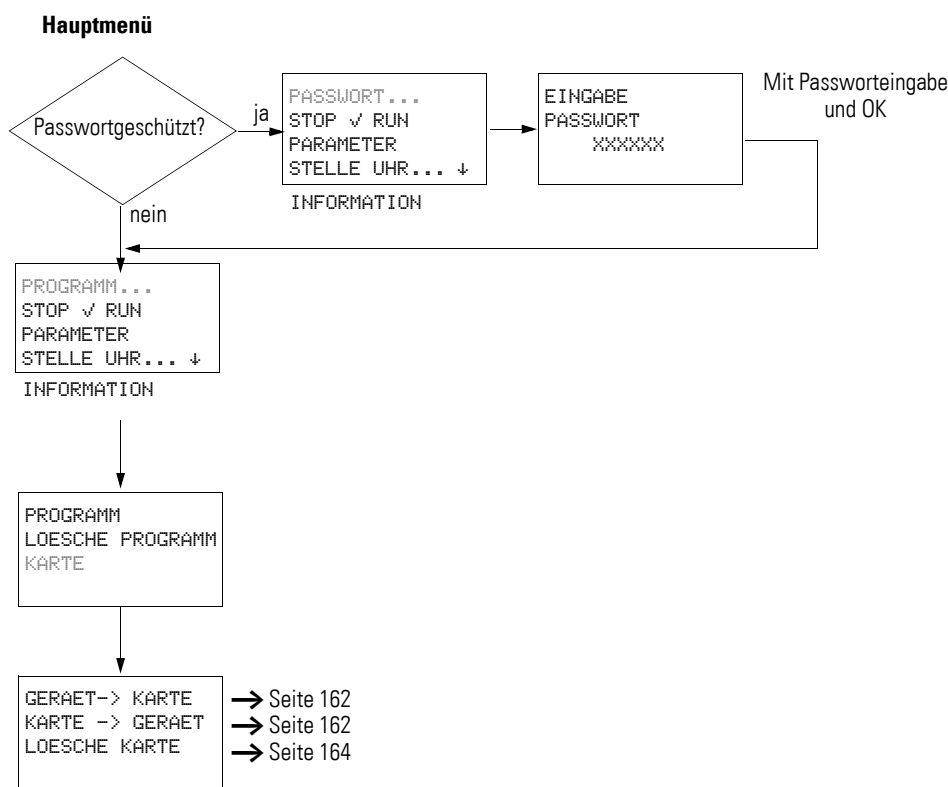 Hauptmenü
Passwortgeschützt?
ja
PASSWORT...
STOP √ RUN
PARAMETER
STELLE UHR... ↓
INFORMATION
EINGABE
PASSWORT
XXXXXX
Mit Passworteingabe
und OK
nein
PROGRAMM...
STOP √ RUN
PARAMETER
STELLE UHR... ↓
INFORMATION
PROGRAMM
LOESCHE PROGRAMM
KARTE
GERAET-> KARTE → Seite 162
KARTE -> GERAET → Seite 162
LOESCHE KARTE → Seite 164